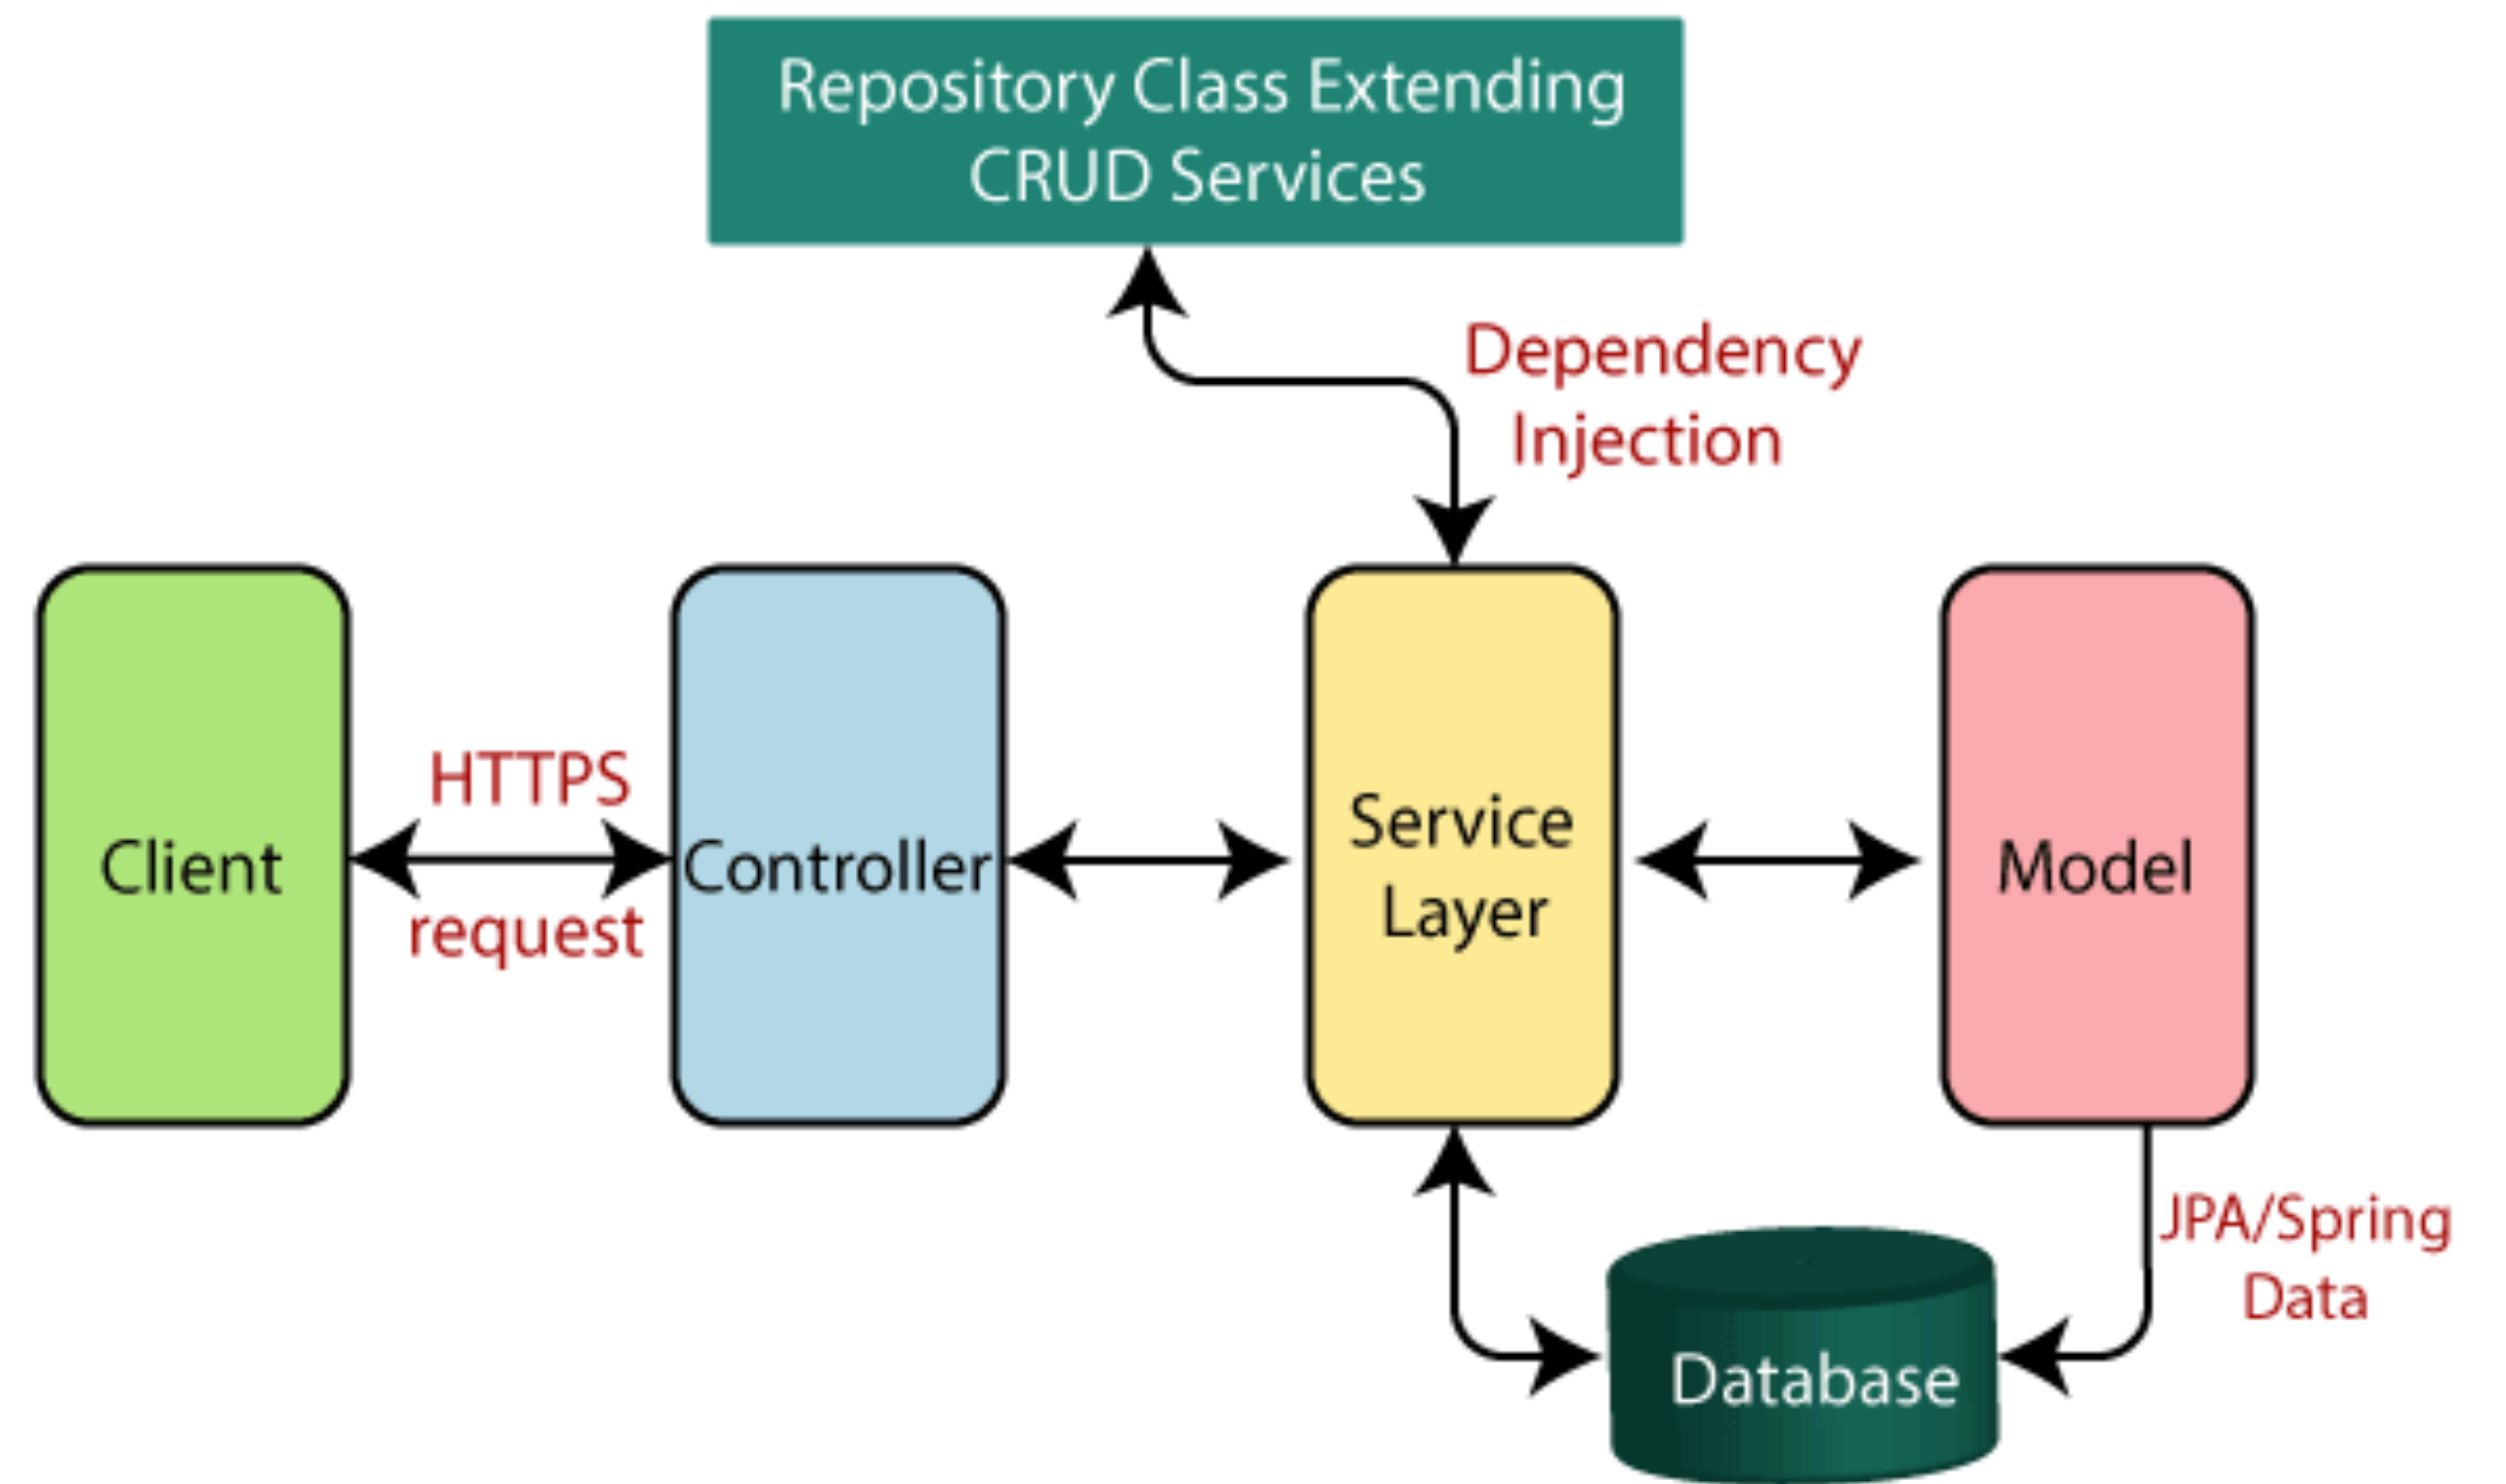 Repository Class Extending
CRUD Services
Dependency
Injection
HTTPS
request
Client
Controller
Service
Layer
Model
JPA/Spring
Data
Database